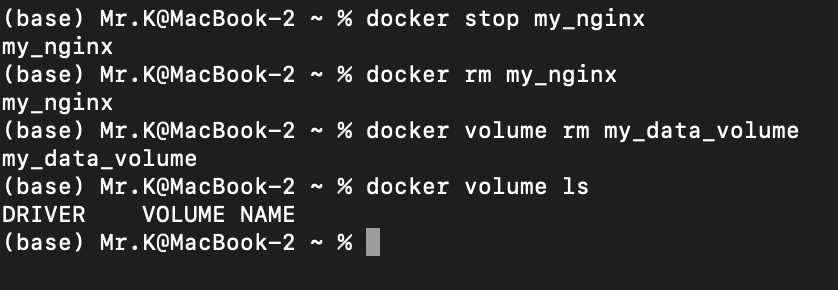 (base) Mr.K@MacBook-2 ~ % docker stop my_nginx
my_nginx
(base) Mr.K@MacBook-2 ~ % docker rm my_nginx
my_nginx
(base) Mr.K@MacBook-2 ~ % docker volume rm my_data_volume
my_data_volume
(base) Mr.K@MacBook-2 ~ % docker volume ls
DRIVER    VOLUME NAME
(base) Mr.K@MacBook-2 ~ %